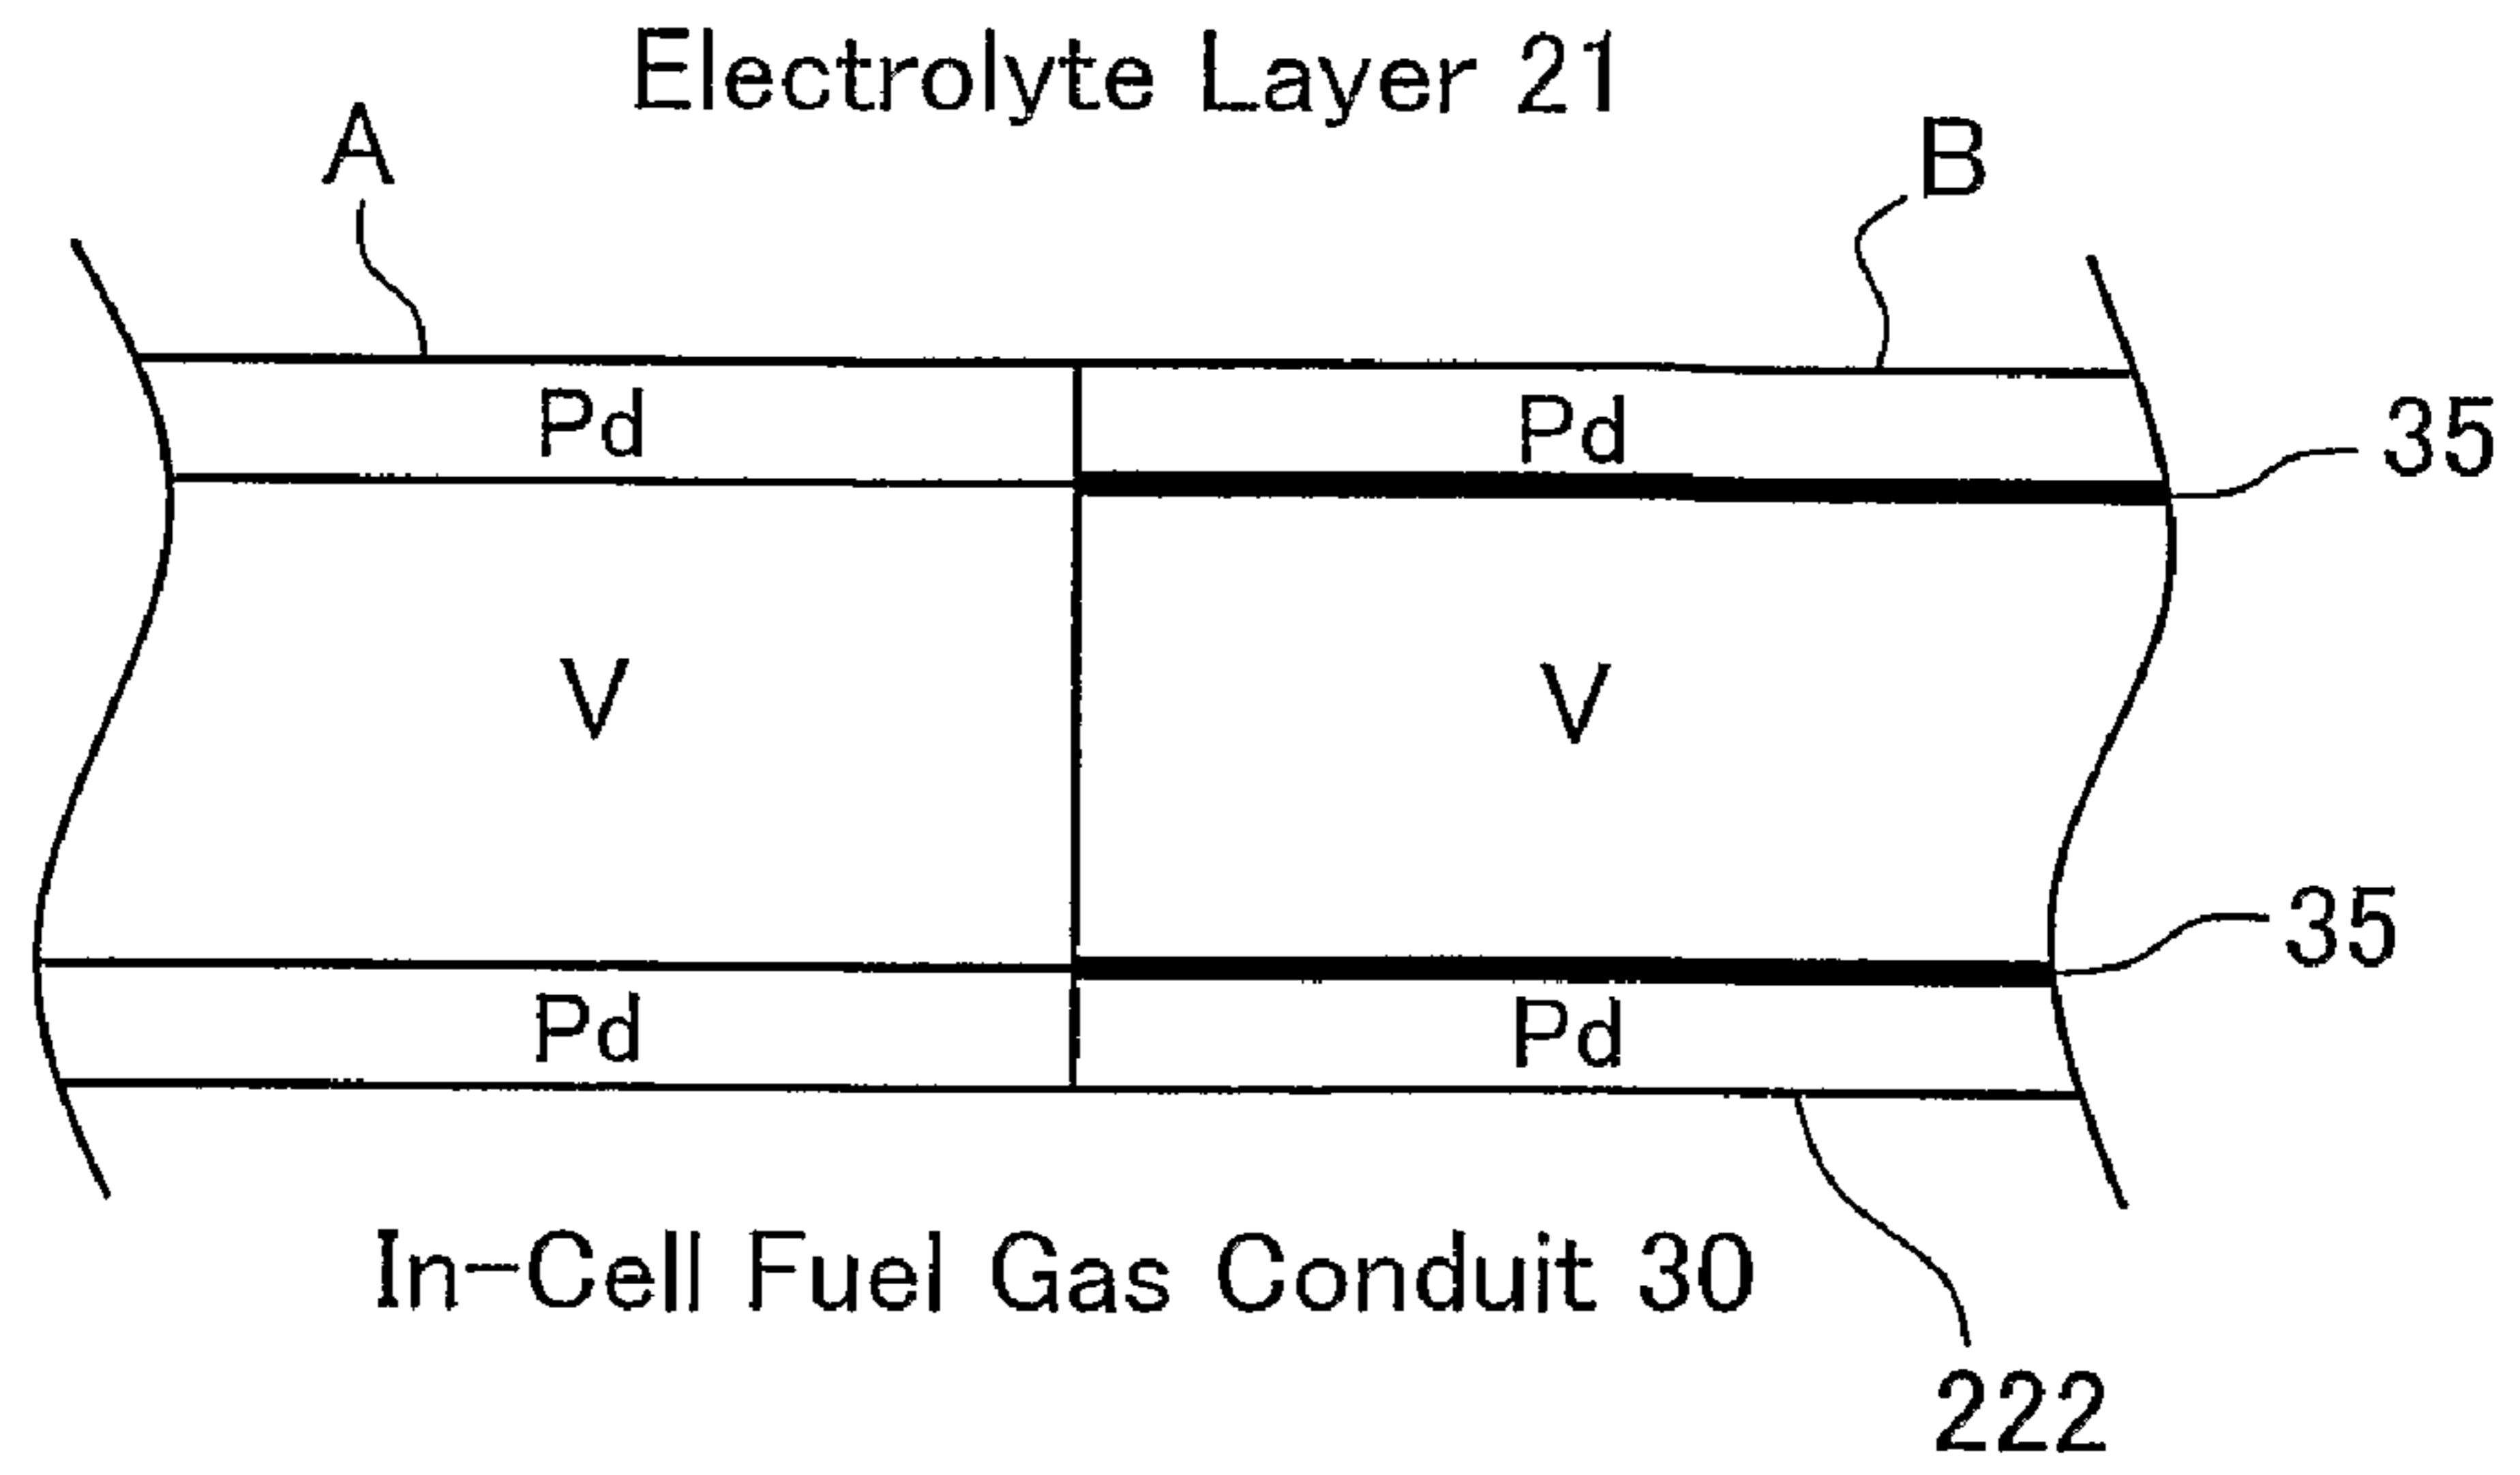 Electrolyte Layer 21
A
B
Pd
Pd
35
V
V
35
Pd
Pd
In-Cell Fuel Gas Conduit 30
222